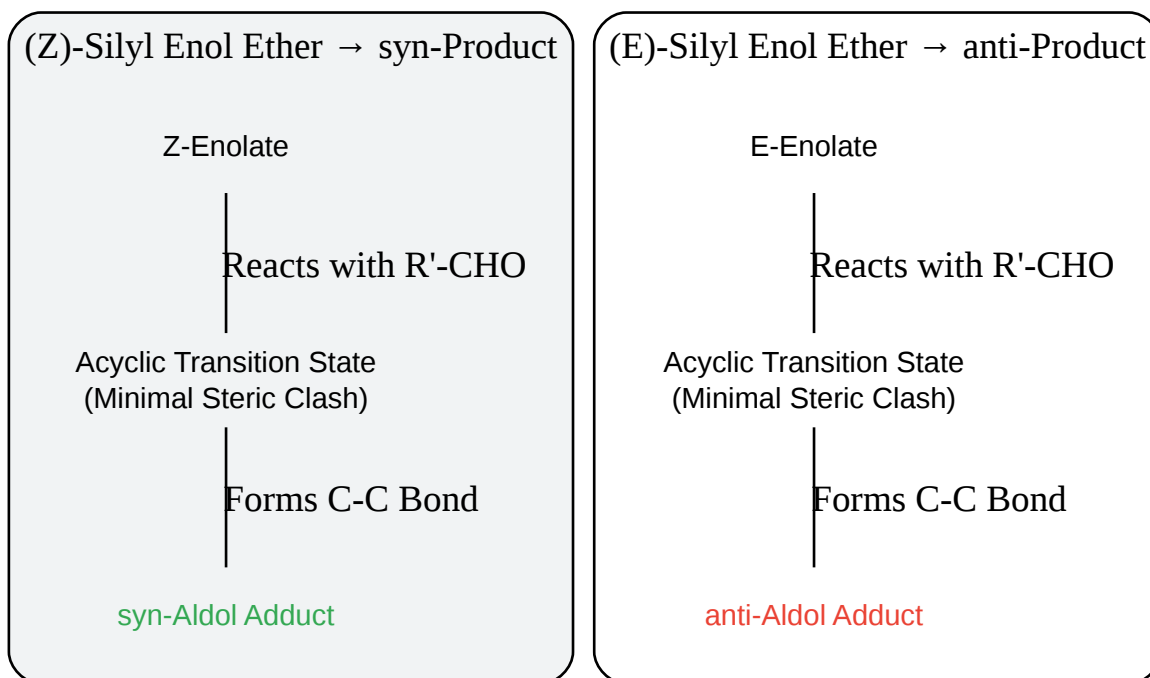 (Z)-Silyl Enol Ether → syn-Product
Z-Enolate
Reacts with R'-CHO
Acyclic Transition State
(Minimal Steric Clash)
Forms C-C Bond
syn-Aldol Adduct
(E)-Silyl Enol Ether → anti-Product
E-Enolate
Reacts with R'-CHO
Acyclic Transition State
(Minimal Steric Clash)
Forms C-C Bond
anti-Aldol Adduct